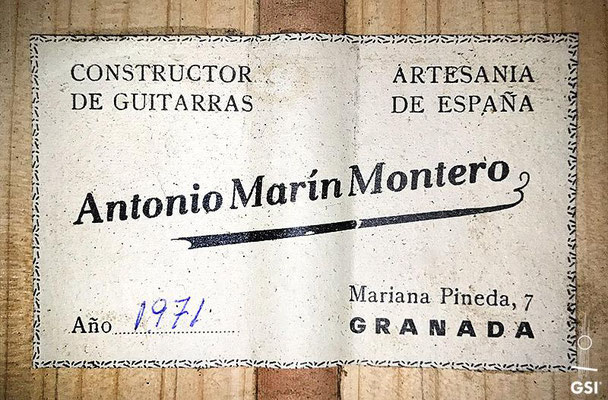 CONSTRUCTOR
DE GUITARRAS
ARTESANIA
DE ESPAÑA
Antonio Marín Montero
Año 1971
Mariana Pineda, 7
GRANADA
GSI